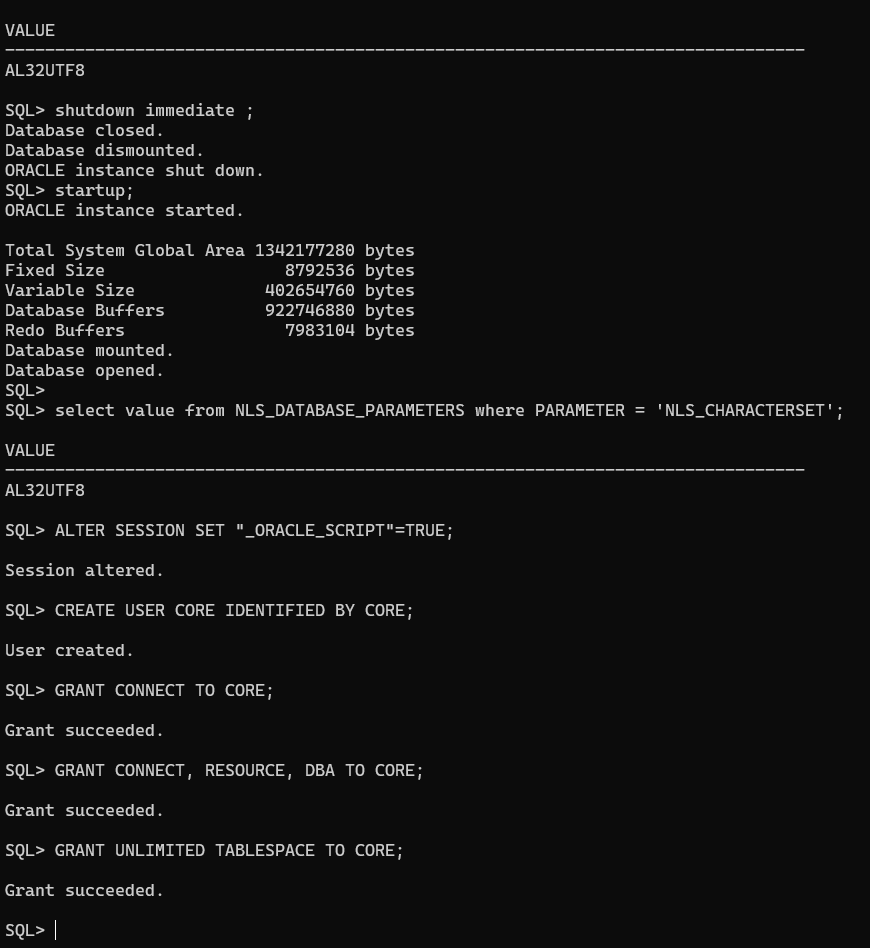 VALUE
--------------------------------------------------------------------------------
AL32UTF8
SQL> shutdown immediate ;
Database closed.
Database dismounted.
ORACLE instance shut down.
SQL> startup;
ORACLE instance started.
Total System Global Area 1342177280 bytes
Fixed Size                  8792536 bytes
Variable Size             402654760 bytes
Database Buffers          922746880 bytes
Redo Buffers                7983104 bytes
Database mounted.
Database opened.
SQL>
SQL> select value from NLS_DATABASE_PARAMETERS where PARAMETER = 'NLS_CHARACTERSET';
VALUE
--------------------------------------------------------------------------------
AL32UTF8
SQL> ALTER SESSION SET "_ORACLE_SCRIPT"=TRUE;
Session altered.
SQL> CREATE USER CORE IDENTIFIED BY CORE;
User created.
SQL> GRANT CONNECT TO CORE;
Grant succeeded.
SQL> GRANT CONNECT, RESOURCE, DBA TO CORE;
Grant succeeded.
SQL> GRANT UNLIMITED TABLESPACE TO CORE;
Grant succeeded.
SQL>